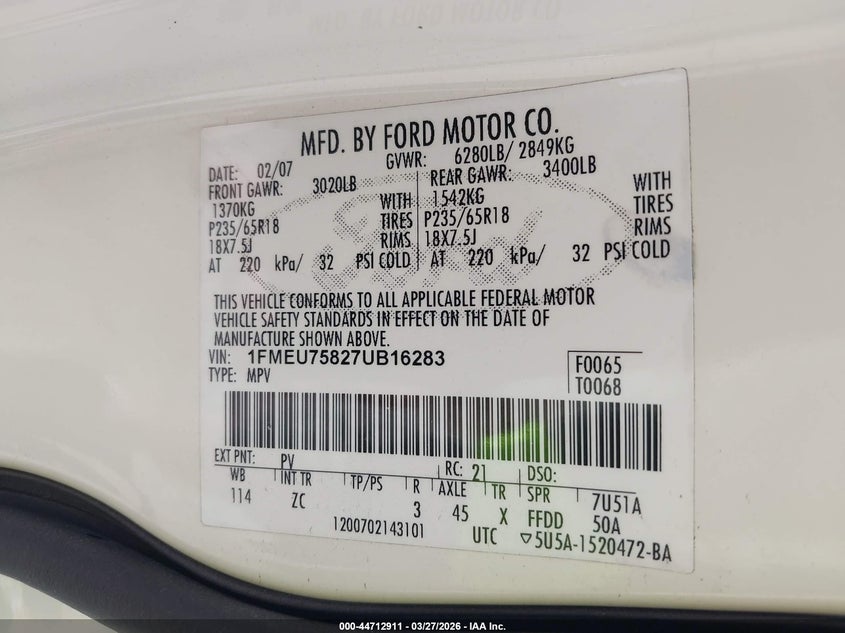 MFD. BY FORD MOTOR CO.
DATE: 02/07 GVWR: 6280LB/ 2849KG
FRONT GAWR: 3020LB REAR GAWR: 3400LB
1370KG WITH 1542KG WITH
P235/65R18 TIRES P235/65R18 TIRES
18X7.5J RIMS 18X7.5J RIMS
AT 220 kPa/ 32 PSI COLD AT 220 kPa/ 32 PSI COLD
THIS VEHICLE CONFORMS TO ALL APPLICABLE FEDERAL MOTOR
VEHICLE SAFETY STANDARDS IN EFFECT ON THE DATE OF
MANUFACTURE SHOWN ABOVE.
VIN: 1FMEU75827UB16283 F0065
TYPE: MPV T0068
EXT PNT: PV RC: 21 DSO:
WB INT TR TP/PS R AXLE TR SPR 7U51A
114 ZC 3 45 X FFDD 50A
1200702143101 UTC ▽5U5A-1520472-BA
000-44712911 - 03/27/2026 - IAA Inc.